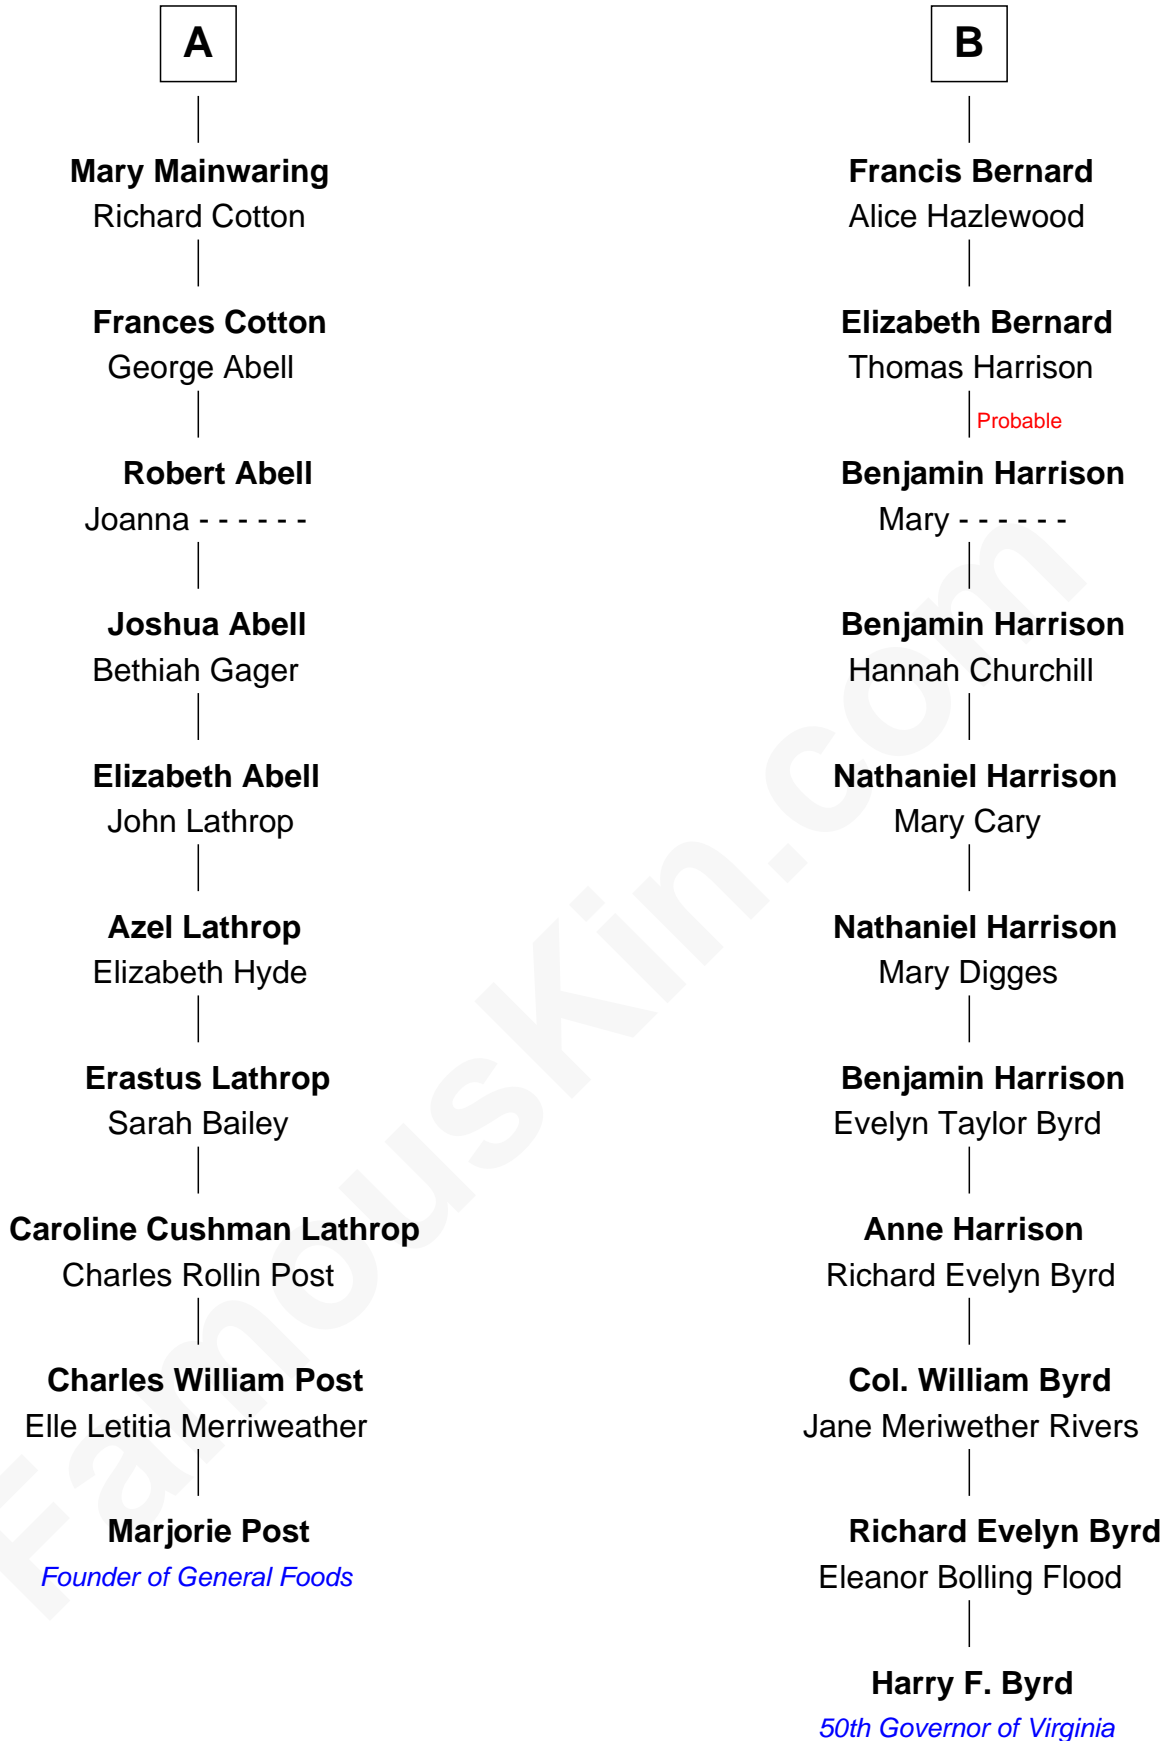 A
Mary Mainwaring
Richard Cotton
Frances Cotton
George Abell
Robert Abell
Joanna - - - - - -
Joshua Abell
Bethiah Gager
Elizabeth Abell
John Lathrop
Azel Lathrop
Elizabeth Hyde
Erastus Lathrop
Sarah Bailey
Caroline Cushman Lathrop
Charles Rollin Post
Charles William Post
Elle Letitia Merriweather
Marjorie Post
Founder of General Foods
B
Francis Bernard
Alice Hazlewood
Elizabeth Bernard
Thomas Harrison
Probable
Benjamin Harrison
Mary - - - - - -
Benjamin Harrison
Hannah Churchill
Nathaniel Harrison
Mary Cary
Nathaniel Harrison
Mary Digges
Benjamin Harrison
Evelyn Taylor Byrd
Anne Harrison
Richard Evelyn Byrd
Col. William Byrd
Jane Meriwether Rivers
Richard Evelyn Byrd
Eleanor Bolling Flood
Harry F. Byrd
50th Governor of Virginia
FamousKin.com